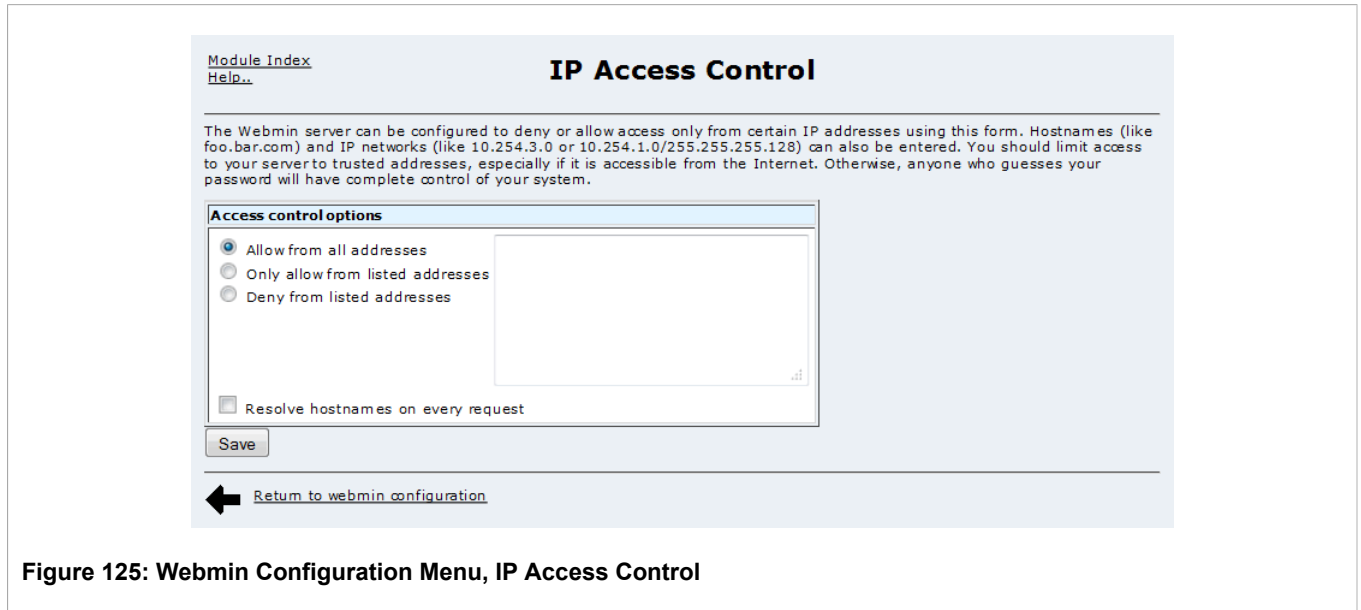 Module Index
Help..
IP Access Control
The Webmin server can be configured to deny or allow access only from certain IP addresses using this form. Hostnames (like
foo.bar.com) and IP networks (like 10.254.3.0 or 10.254.1.0/255.255.255.128) can also be entered. You should limit access
to your server to trusted addresses, especially if it is accessible from the Internet. Otherwise, anyone who guesses your
password will have complete control of your system.
Access control options
Allow from all addresses
Only allow from listed addresses
Deny from listed addresses
Resolve hostnames on every request
Save
Return to webmin configuration
Figure 125: Webmin Configuration Menu, IP Access Control